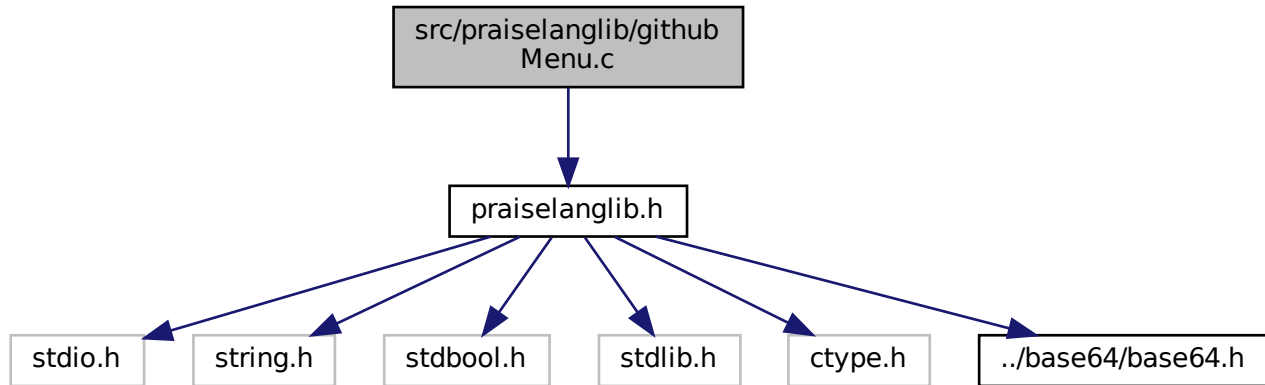 src/praiselanglib/github
Menu.c
praiselanglib.h
stdio.h
string.h
stdbool.h
stdlib.h
ctype.h
../base64/base64.h